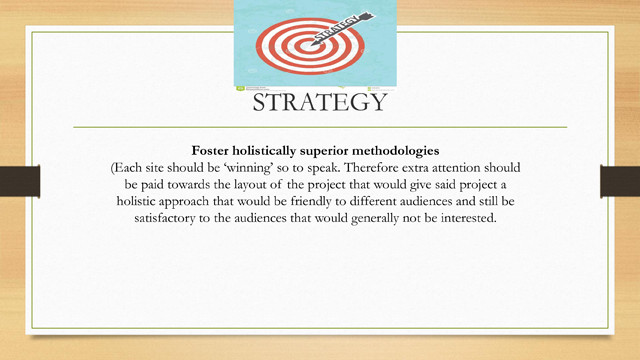 STRATEGY
STRATEGY
Foster holistically superior methodologies
(Each site should be ‘winning’ so to speak. Therefore extra attention should
be paid towards the layout of the project that would give said project a
holistic approach that would be friendly to different audiences and still be
satisfactory to the audiences that would generally not be interested.